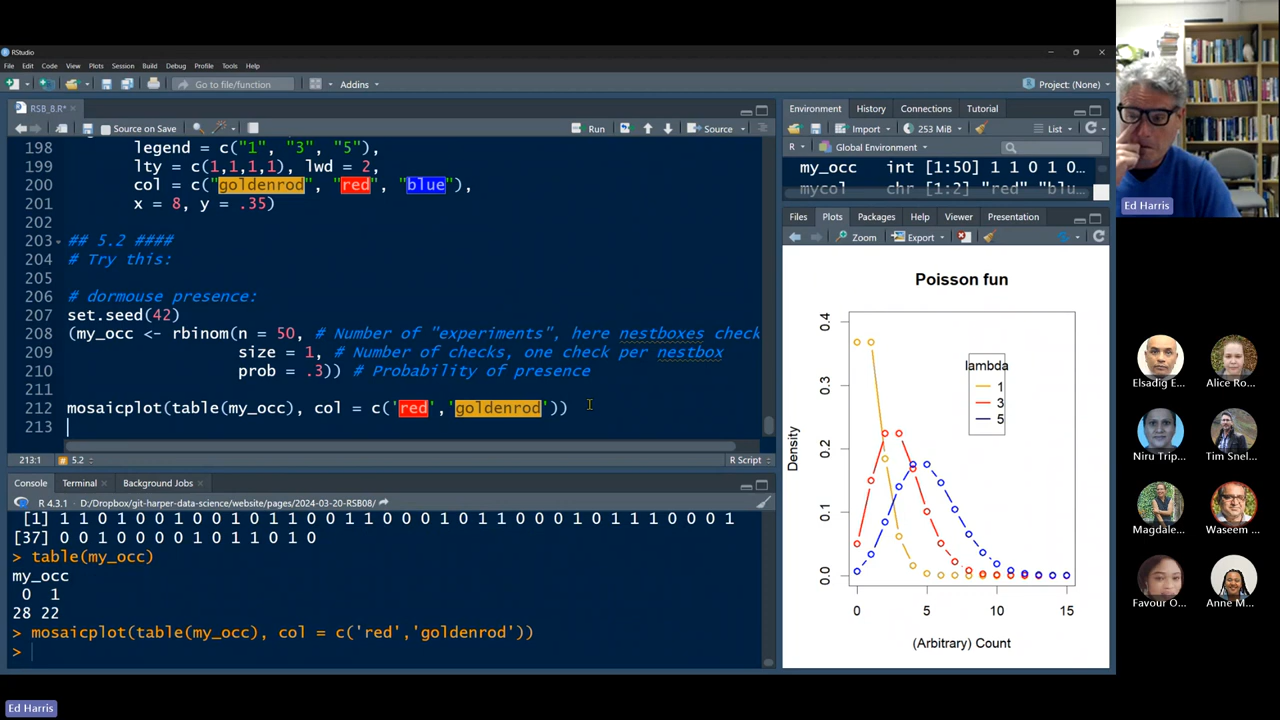 RStudio
File Edit Code View Plots Session Build Debug Profile Tools Help
Go to file/function Addins Project: (None)
RSB_8.R*
Source on Save Run Source
198 legend = c("1", "3", "5"),
199 lty = c(1,1,1,1), lwd = 2,
200 col = c("goldenrod", "red", "blue"),
201 x = 8, y = .35)
202
203 ## 5.2 ####
204 # Try this:
205
206 # dormouse presence:
207 set.seed(42)
208 (my_occ <- rbinom(n = 50, # Number of "experiments", here nestboxes check
209 size = 1, # Number of checks, one check per nestbox
210 prob = .3)) # Probability of presence
211
212 mosaicplot(table(my_occ), col = c('red','goldenrod'))
213
213:1 5.2 R Script
Console Terminal Background Jobs
R 4.3.1 · D:/Dropbox/git-harper-data-science/website/pages/2024-03-20-RSB08/
[1] 1 1 0 1 0 0 1 0 0 1 0 1 1 0 0 1 1 0 0 0 1 0 1 1 0 0 0 1 0 1 1 1 0 0 0 1
[37] 0 0 1 0 0 0 0 1 0 1 1 0 1 0
> table(my_occ)
my_occ
0 1
28 22
> mosaicplot(table(my_occ), col = c('red','goldenrod'))
>
Environment History Connections Tutorial
Import 253 MiB List
R Global Environment
my_occ int [1:50] 1 1 0 1 0..
mycol chr [1:2] "red" "blu..
Files Plots Packages Help Viewer Presentation
Zoom Export
Poisson fun
Density
0.4
0.3
0.2
0.1
0.0
lambda
1
3
5
0 5 10 15
(Arbitrary) Count
Ed Harris
Elsadig E... Alice Ro...
Niru Trip... Tim Snel...
Magdale... Waseem ...
Favour O... Anne M...
Ed Harris